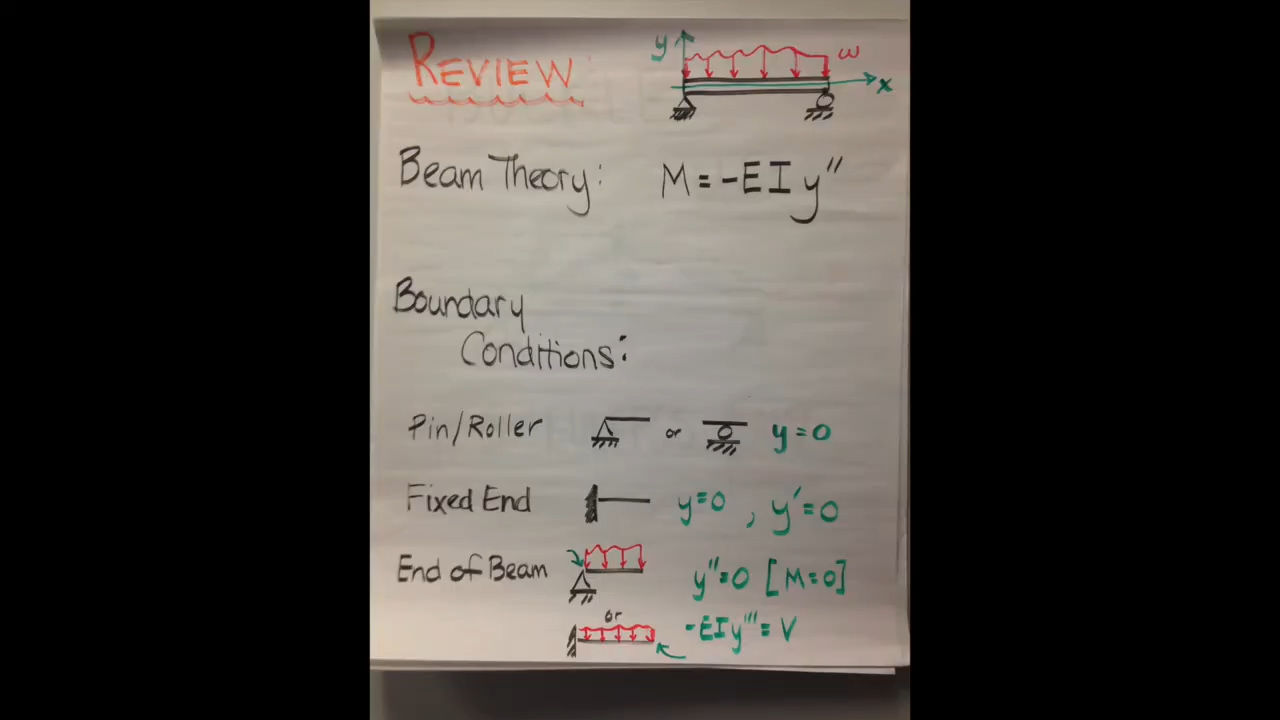 REVIEW
y
ω
x
Beam Theory: M = -EIy''
Boundary
Conditions:
Pin/Roller or y=0
Fixed End y=0, y'=0
End of Beam y''=0 [M=0]
or
-EIy'''= V